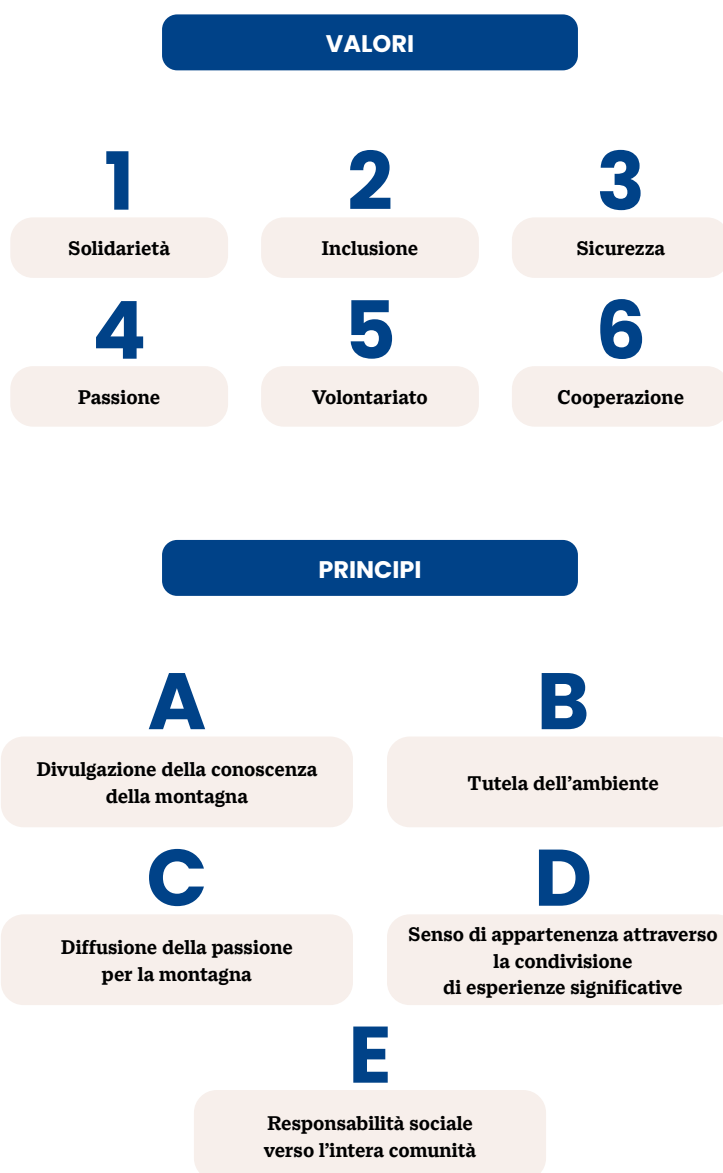 VALORI
1
2
3
Solidarietà
Inclusione
Sicurezza
4
5
6
Passione
Volontariato
Cooperazione
PRINCIPI
A
B
Divulgazione della conoscenza
della montagna
Tutela dell’ambiente
C
D
Diffusione della passione
per la montagna
Senso di appartenenza attraverso
la condivisione
di esperienze significative
E
Responsabilità sociale
verso l’intera comunità